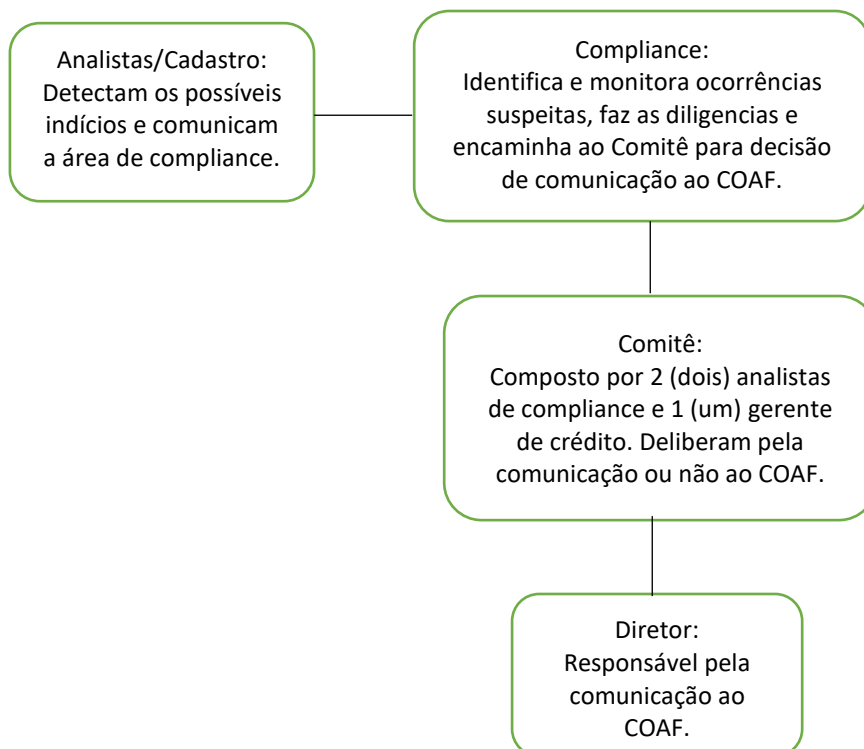 Analistas/Cadastro:
Detectam os possíveis
indícios e comunicam
a área de compliance.
Compliance:
Identifica e monitora ocorrências
suspeitas, faz as diligencias e
encaminha ao Comitê para decisão
de comunicação ao COAF.
Comitê:
Composto por 2 (dois) analistas
de compliance e 1 (um) gerente
de crédito. Deliberam pela
comunicação ou não ao COAF.
Diretor:
Responsável pela
comunicação ao
COAF.